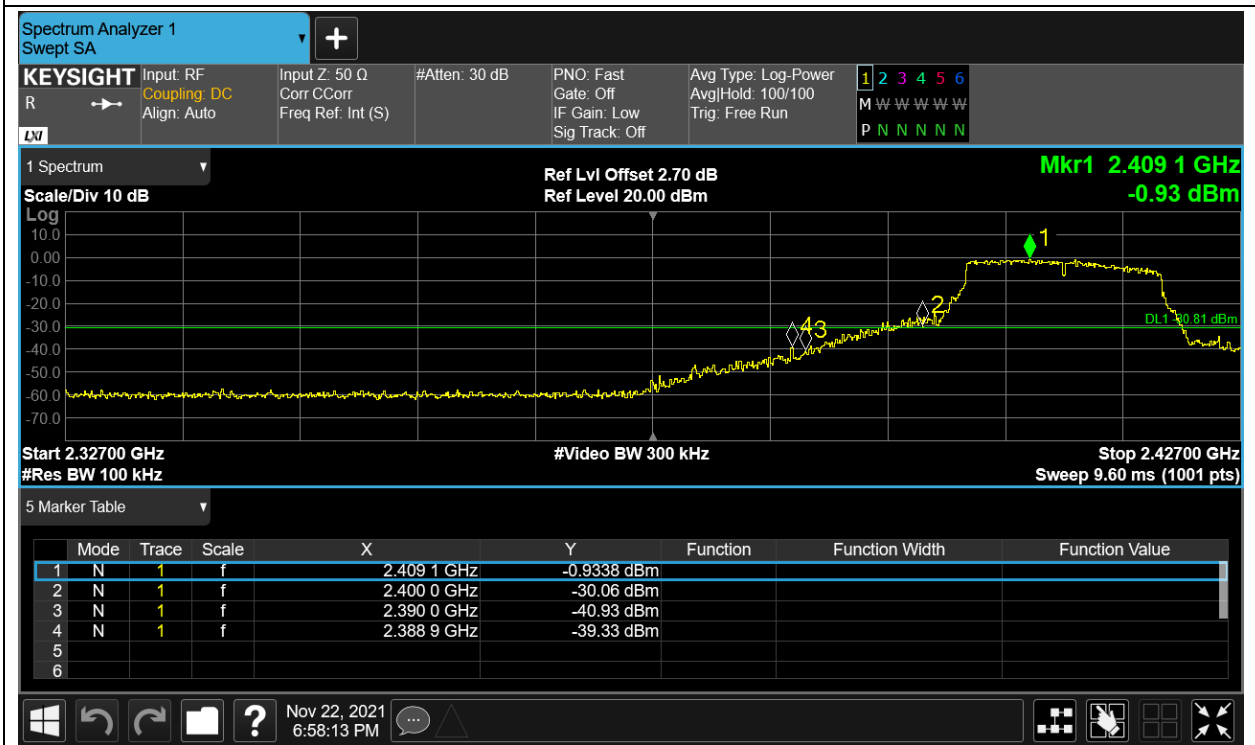 Spectrum Analyzer 1
Swept SA
KEYSIGHT Input: RF Input Z: 50 Ω #Atten: 30 dB PNO: Fast Avg Type: Log-Power 1 2 3 4 5 6
R Coupling: DC Corr CCorr Gate: Off Avg|Hold: 100/100 M W W W W W W
Align: Auto Freq Ref: Int (S) IF Gain: Low Trig: Free Run
LXI Sig Track: Off P N N N N N N
1 Spectrum Ref Lvl Offset 2.70 dB Mkr1 2.409 1 GHz
Scale/Div 10 dB Ref Level 20.00 dBm -0.93 dBm
Log
10.0
1
0.00
-10.0
-20.0
2
-30.0
DL1 -30.81 dBm
43
-40.0
-50.0
-60.0
-70.0
Start 2.32700 GHz #Video BW 300 kHz Stop 2.42700 GHz
#Res BW 100 kHz Sweep 9.60 ms (1001 pts)
5 Marker Table
Mode Trace Scale X Y Function Function Width Function Value
1 N 1 f 2.409 1 GHz -0.9338 dBm
2 N 1 f 2.400 0 GHz -30.06 dBm
3 N 1 f 2.390 0 GHz -40.93 dBm
4 N 1 f 2.388 9 GHz -39.33 dBm
5
6
? Nov 22, 2021
6:58:13 PM